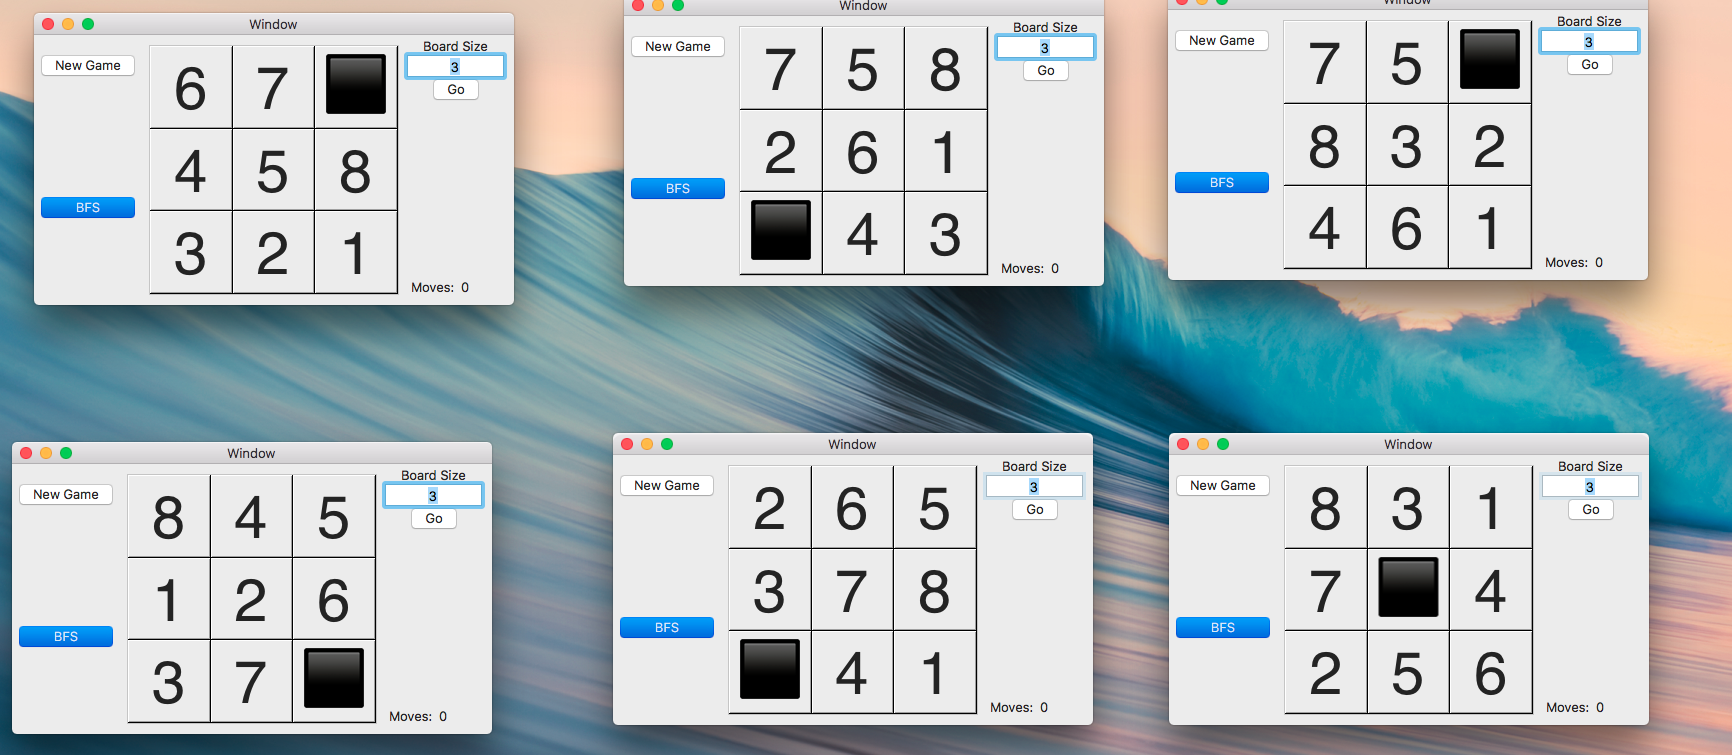 Window
New Game
Board Size
3
Go
6 7
4 5 8
3 2 1
BFS
Moves: 0
Window
New Game
Board Size
3
Go
7 5 8
2 6 1
4 3
BFS
Moves: 0
Window
New Game
Board Size
3
Go
7 5
8 3 2
4 6 1
BFS
Moves: 0
Window
New Game
Board Size
3
Go
8 4 5
1 2 6
3 7
BFS
Moves: 0
Window
New Game
Board Size
3
Go
2 6 5
3 7 8
4 1
BFS
Moves: 0
Window
New Game
Board Size
3
Go
8 3 1
7 4
2 5 6
BFS
Moves: 0